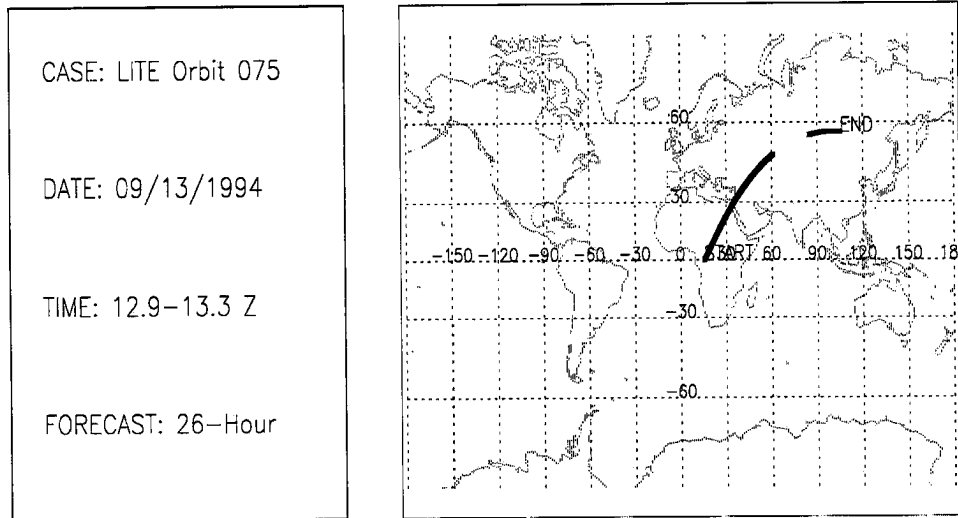 CASE: LITE Orbit 075
DATE: 09/13/1994
TIME: 12.9-13.3 Z
FORECAST: 26-Hour
60
END
30
-150 -120 -90 -60 -30 0 START 30 60 90 120 150 18
-30
-60